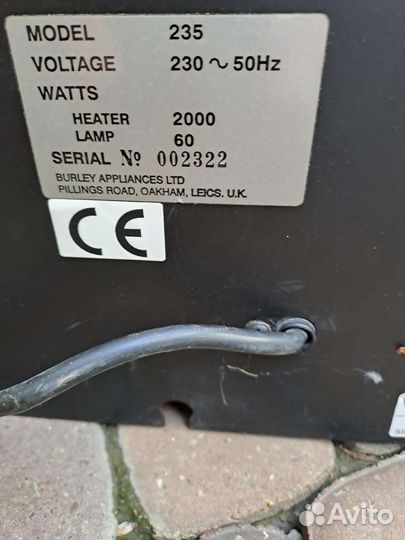 MODEL 235
VOLTAGE 230 ~ 50Hz
WATTS
HEATER 2000
LAMP 60
SERIAL № 002322
BURLEY APPLIANCES LTD
PILLINGS ROAD, OAKHAM, LEICS. U.K.
CE
Avito